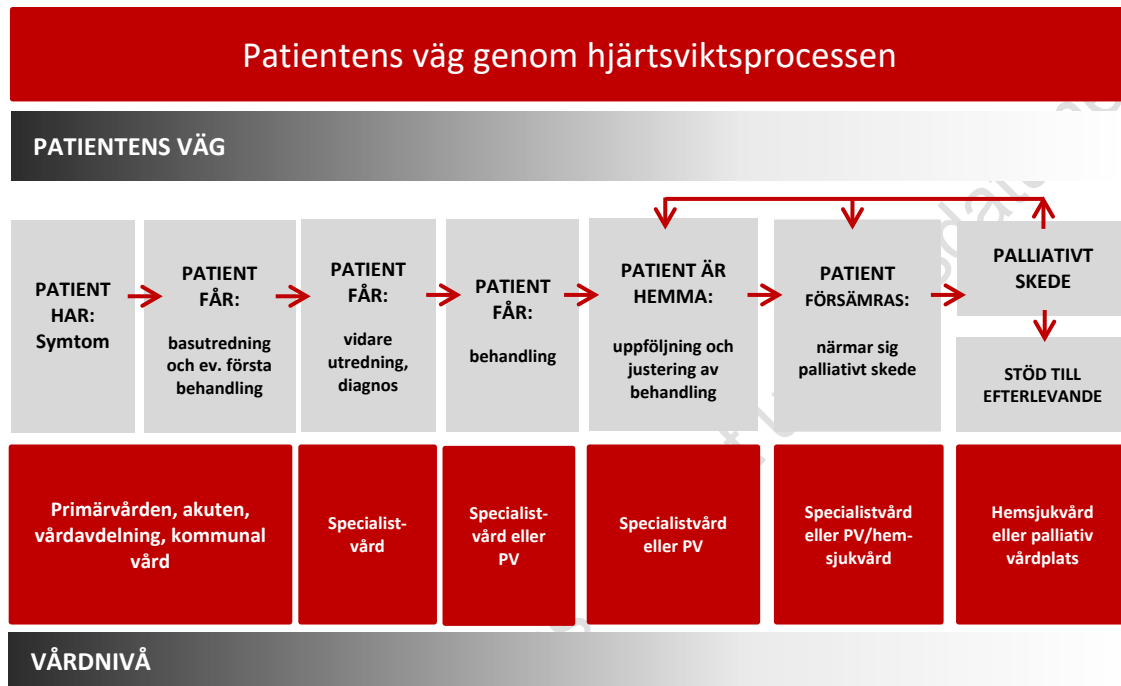 Patientens väg genom hjärtsviktsprocessen
PATIENTENS VÄG
PATIENT
HAR:
Symtom
PATIENT
FÅR:
basutredning
och ev. första
behandling
PATIENT
FÅR:
vidare
utredning,
diagnos
PATIENT
FÅR:
behandling
PATIENT ÄR
HEMMA:
uppföljning och
justering av
behandling
PATIENT
FÖRSÄMRAS:
närmar sig
palliativt skede
PALLIATIVT
SKEDE
STÖD TILL
EFTERLEVANDE
Primärvården, akuten,
vårdavdelning, kommunal
vård
Specialist-
vård
Specialist-
vård eller
PV
Specialistvård
eller PV
Specialistvård
eller PV/hem-
sjukvård
Hemsjukvård
eller palliativ
vårdplats
VÅRDNIVÅ